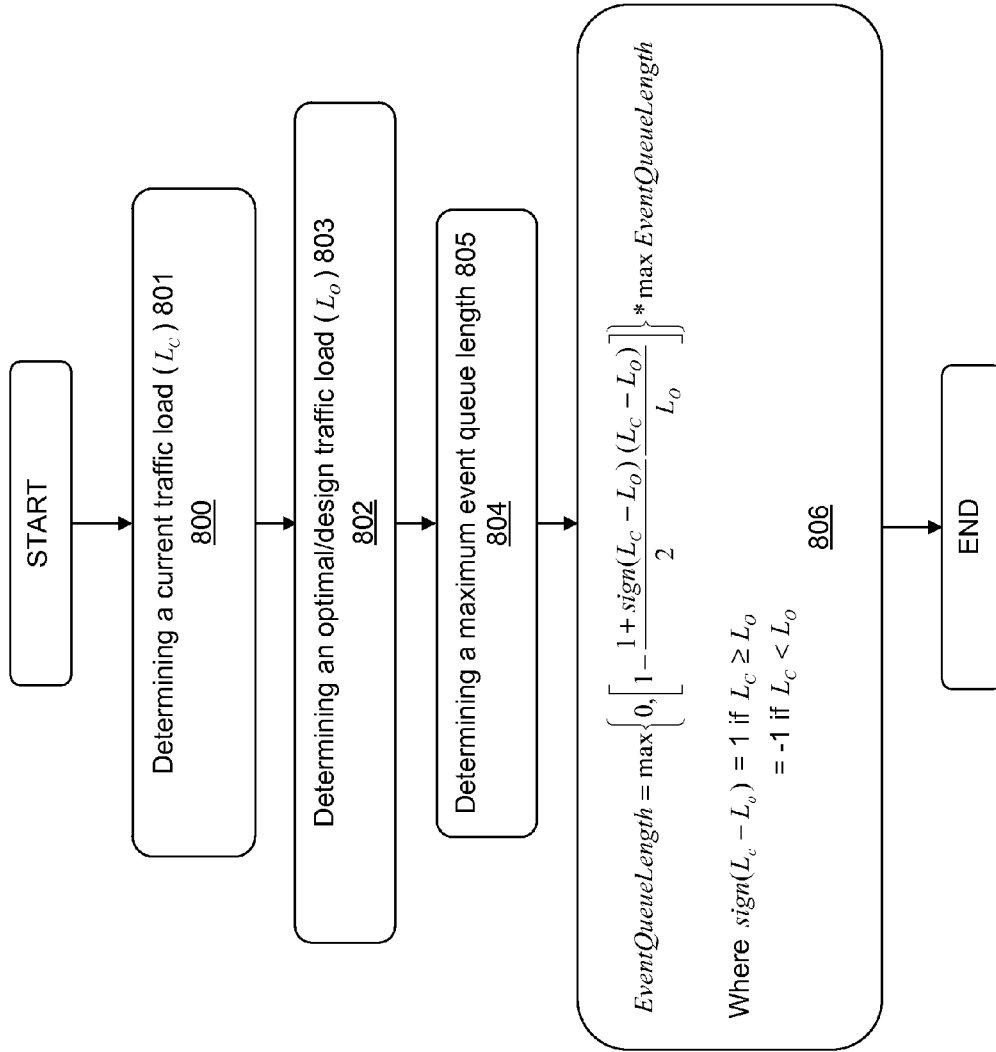 START
Determining a current traffic load ( L_C ) 801
800
Determining an optimal/design traffic load ( L_O ) 803
802
Determining a maximum event queue length 805
804
EventQueueLength = max{0, [1 − (1 + sign(L_C − L_O))/2 (L_C − L_O)/L_O]} * max EventQueueLength
Where sign(L_c − L_o) = 1 if L_C ≥ L_O
= -1 if L_C < L_O
806
END